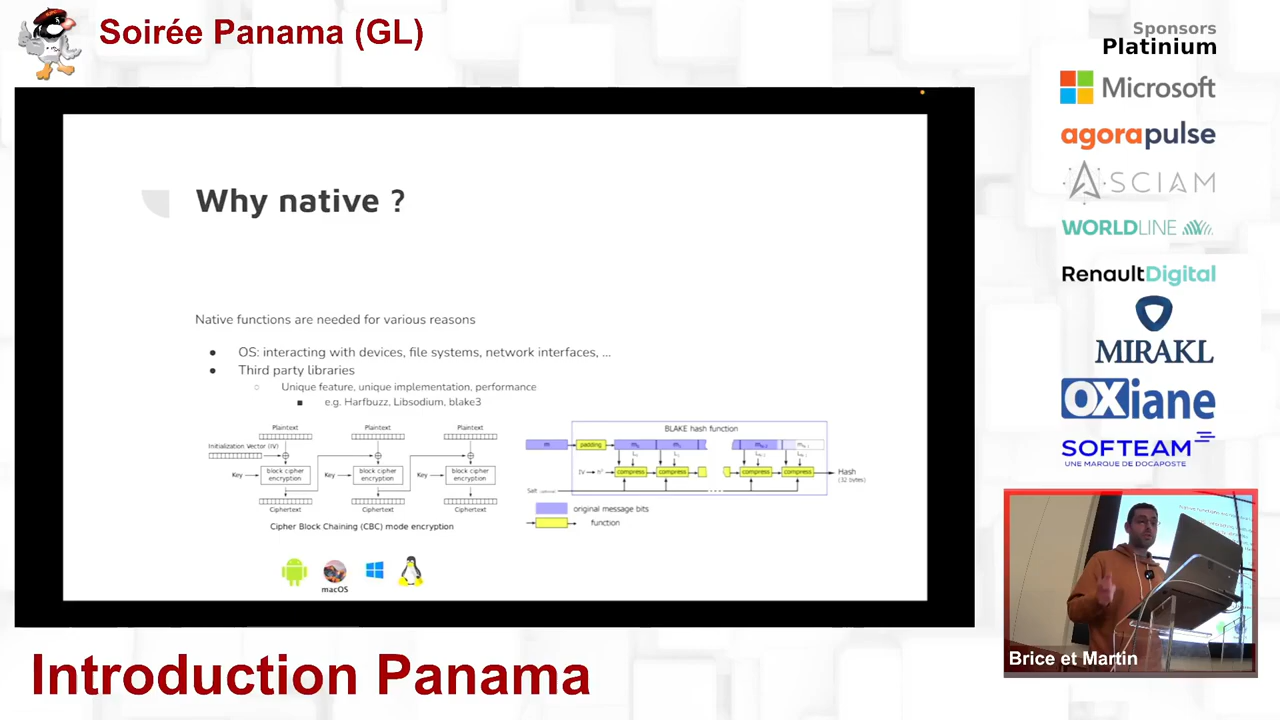 Soirée Panama (GL)
Sponsors
Platinium
Microsoft
agorapulse
ASCIAM
WORLDLINE
RenaultDigital
MIRAKL
OXiane
SOFTEAM
UNE MARQUE DE DOCAPOSTE
Why native ?
Native functions are needed for various reasons
● OS: interacting with devices, file systems, network interfaces, ...
● Third party libraries
○ Unique feature, unique implementation, performance
■ e.g. Harfbuzz, Libsodium, blake3
Plaintext Plaintext Plaintext
Initialization Vector (IV)
Key block cipher encryption Key block cipher encryption Key block cipher encryption
Ciphertext Ciphertext Ciphertext
Cipher Block Chaining (CBC) mode encryption
BLAKE hash function
m padding
IV compress compress compress compress Hash
(32 bytes)
Salt
original message bits
function
macOS
Brice et Martin
Introduction Panama